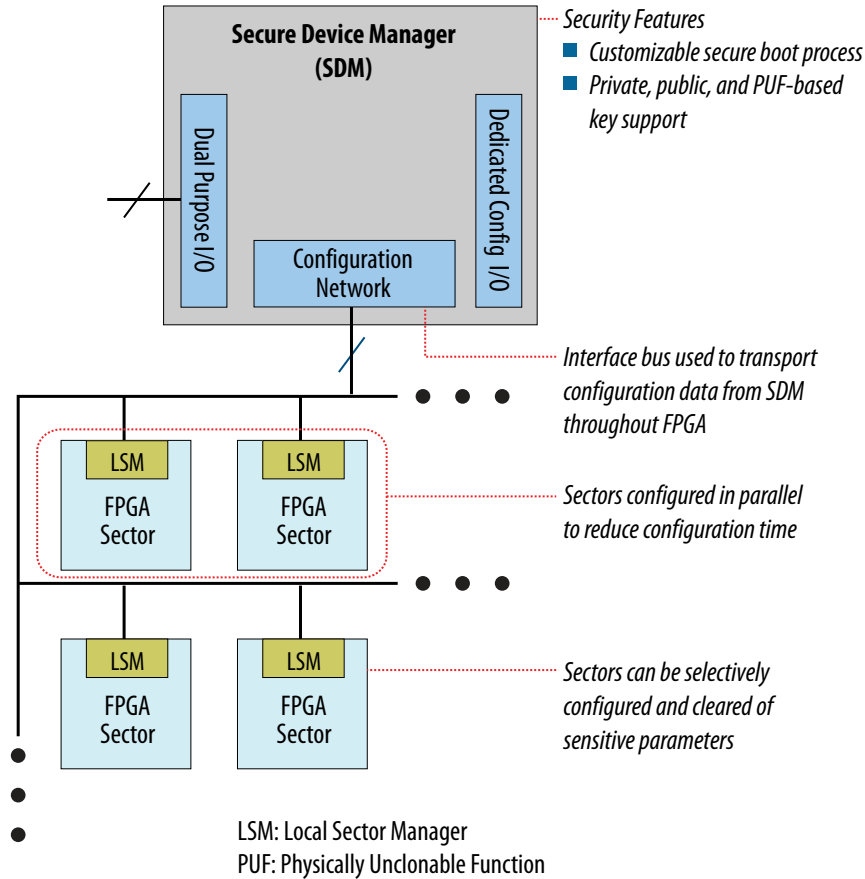 Secure Device Manager
(SDM)
Security Features
Customizable secure boot process
Private, public, and PUF-based
key support
Dual Purpose I/O
Dedicated Config I/O
Configuration
Network
Interface bus used to transport
configuration data from SDM
throughout FPGA
LSM
FPGA
Sector
LSM
FPGA
Sector
Sectors configured in parallel
to reduce configuration time
LSM
FPGA
Sector
LSM
FPGA
Sector
Sectors can be selectively
configured and cleared of
sensitive parameters
LSM: Local Sector Manager
PUF: Physically Unclonable Function